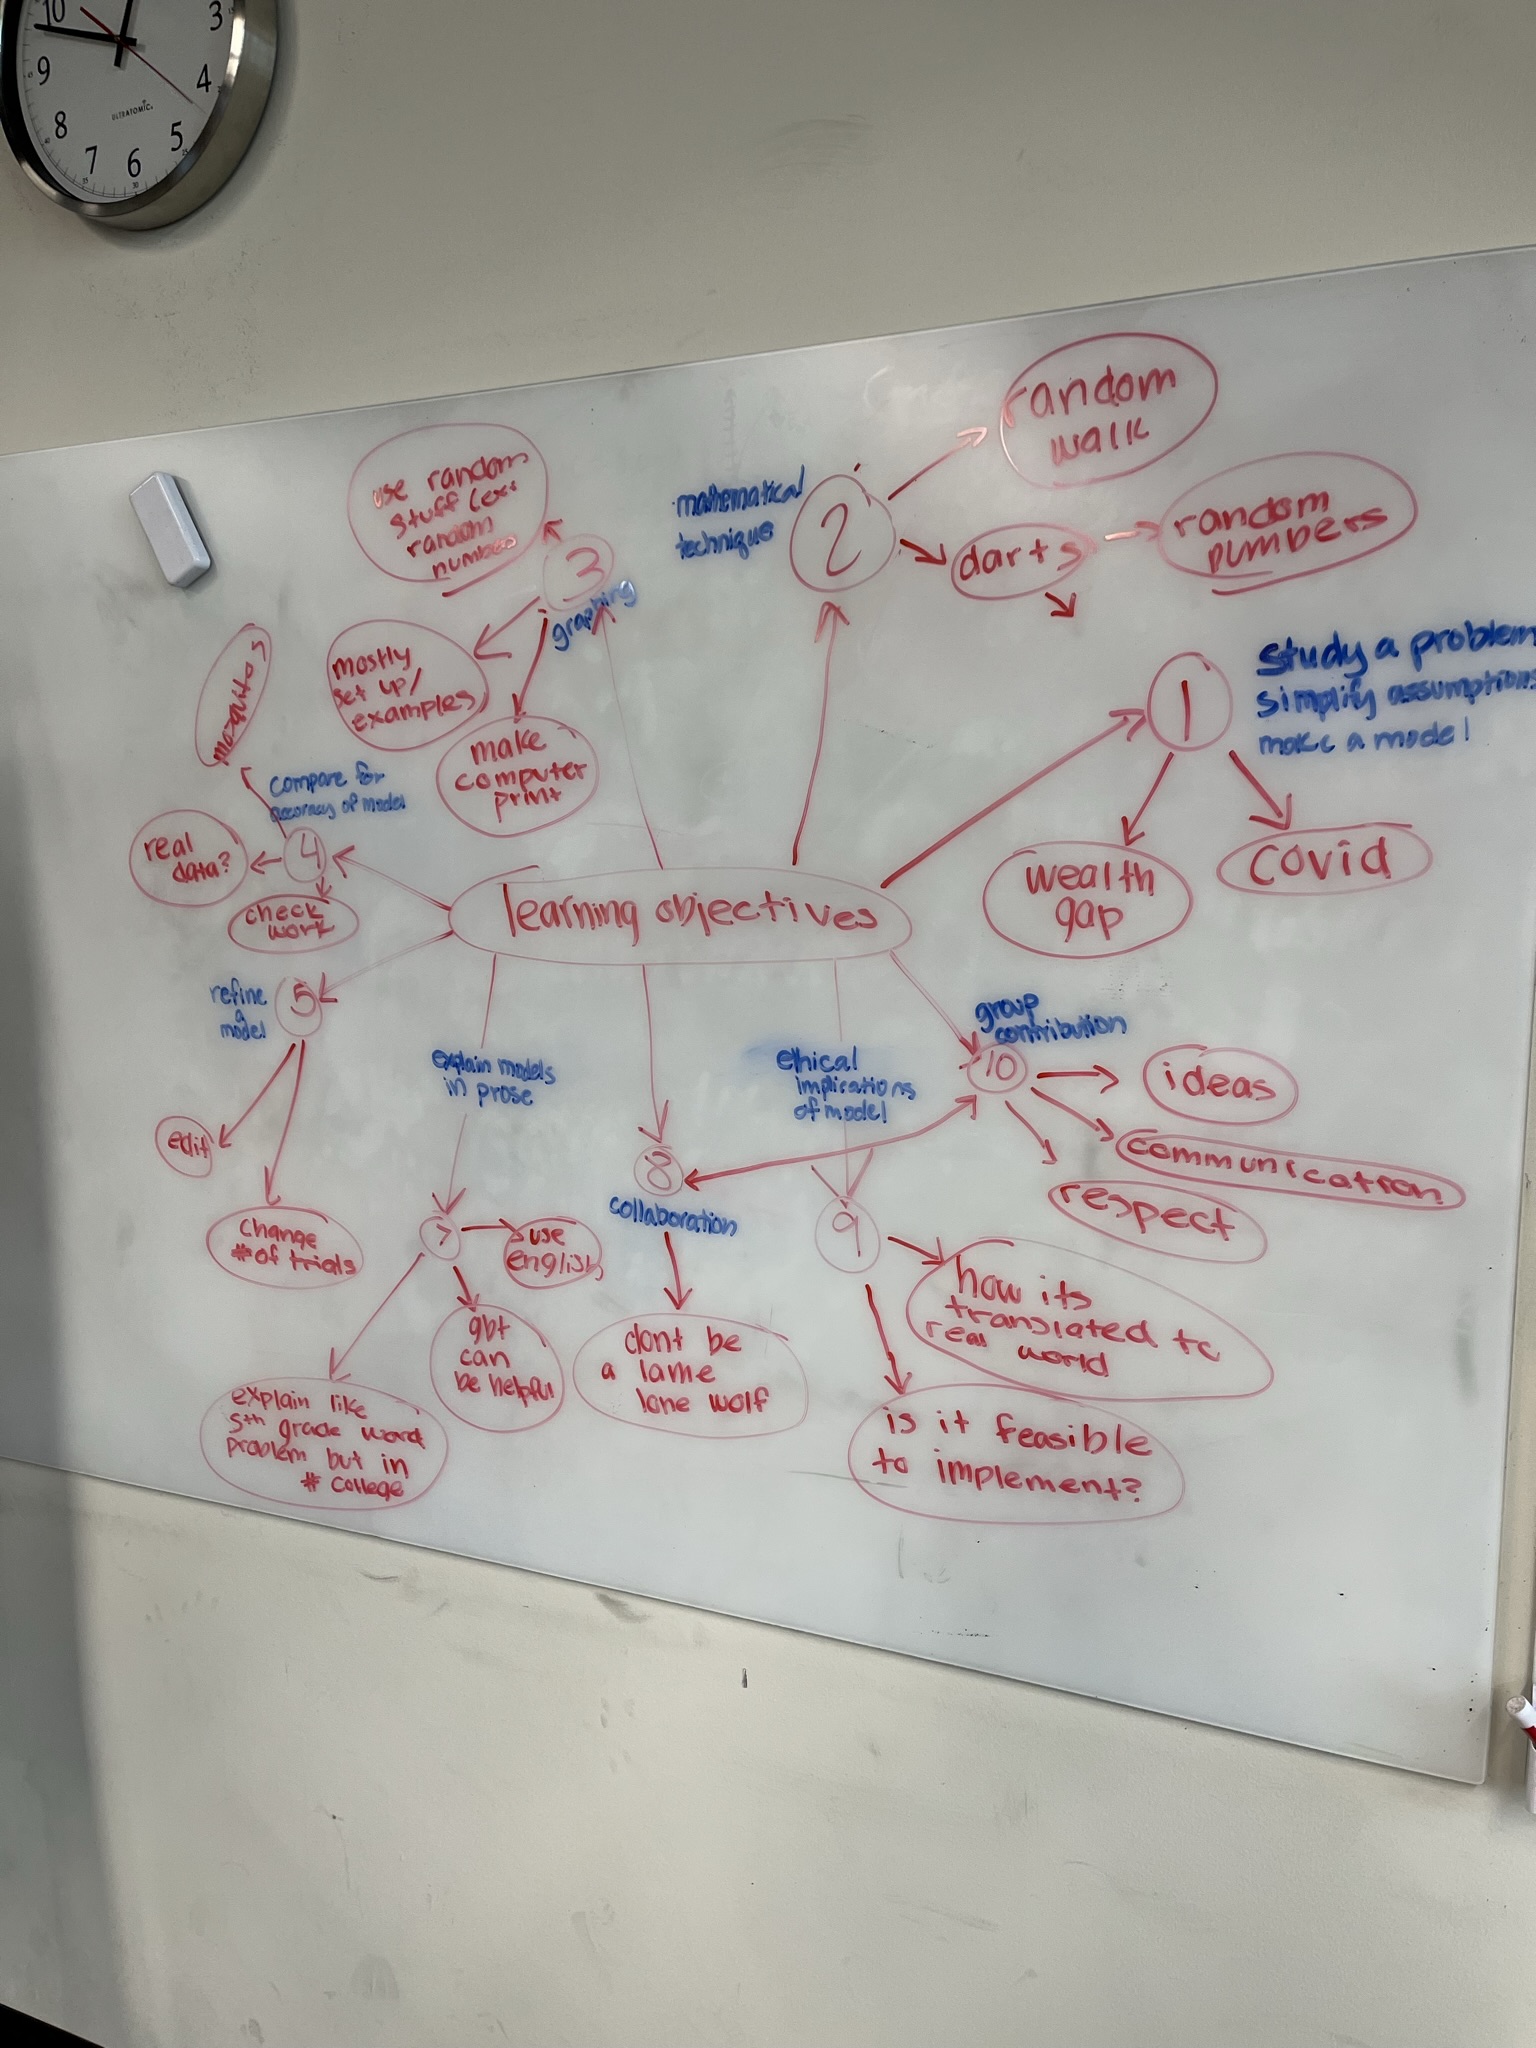 10
3
9
4
8
5
7
6
ULTRATOMIC
random
walk
use random
stuff (ex:
random
numbers
mathematical
technique
2
darts
random
numbers
3
graphing
mostly
set up/
examples
make
computer
print
mosquitos
compare for
accuracy of model
4
real
data?
check
work
1
Study a problem
simplify assumptions
make a model
wealth
gap
covid
learning objectives
refine
a
model
5
edit
change
# of trials
explain models
in prose
7
use
english
gbt
can
be helpful
explain like
5th grade word
problem but in
# college
8
collaboration
dont be
a lame
lone wolf
ethical
implications
of model
9
how its
translated to
real world
is it feasible
to implement?
group
contribution
10
ideas
communication
respect